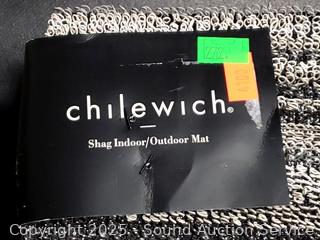 chilewich®
Shag Indoor/Outdoor Mat
Copyright 2025 - Sound Auction Service